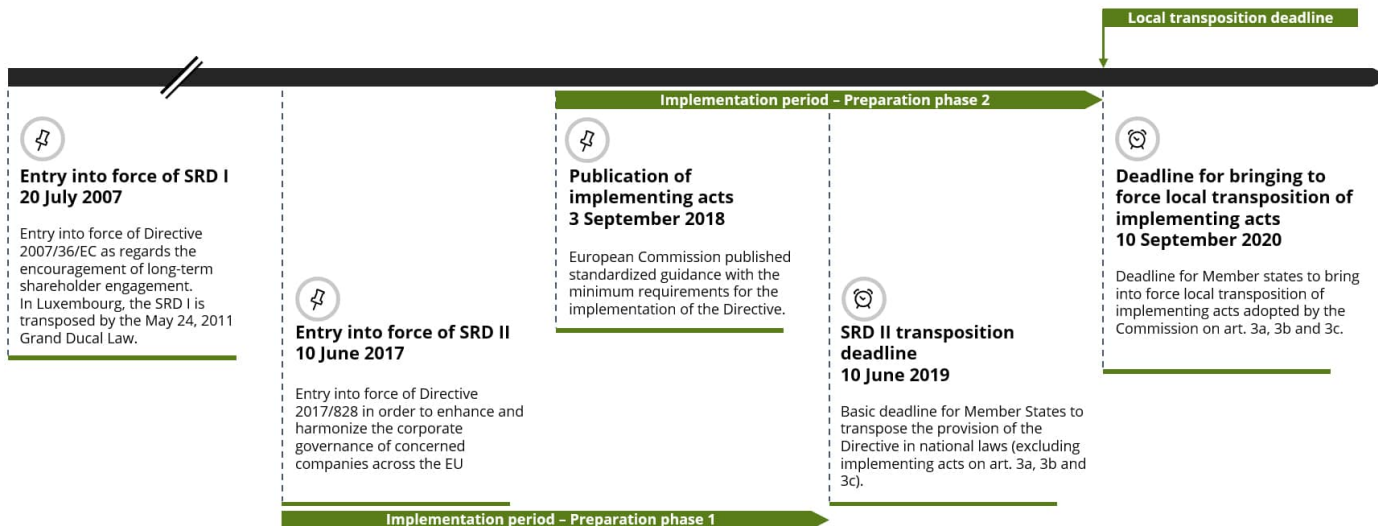 Local transposition deadline
Implementation period – Preparation phase 2
Entry into force of SRD I
20 July 2007
Entry into force of Directive
2007/36/EC as regards the
encouragement of long-term
shareholder engagement.
In Luxembourg, the SRD I is
transposed by the May 24, 2011
Grand Ducal Law.
Entry into force of SRD II
10 June 2017
Entry into force of Directive
2017/828 in order to enhance and
harmonize the corporate
governance of concerned
companies across the EU
Publication of
implementing acts
3 September 2018
European Commission published
standardized guidance with the
minimum requirements for the
implementation of the Directive.
SRD II transposition
deadline
10 June 2019
Basic deadline for Member States to
transpose the provision of the
Directive in national laws (excluding
implementing acts on art. 3a, 3b and
3c).
Deadline for bringing to
force local transposition of
implementing acts
10 September 2020
Deadline for Member states to bring
into force local transposition of
implementing acts adopted by the
Commission on art. 3a, 3b and 3c.
Implementation period – Preparation phase 1